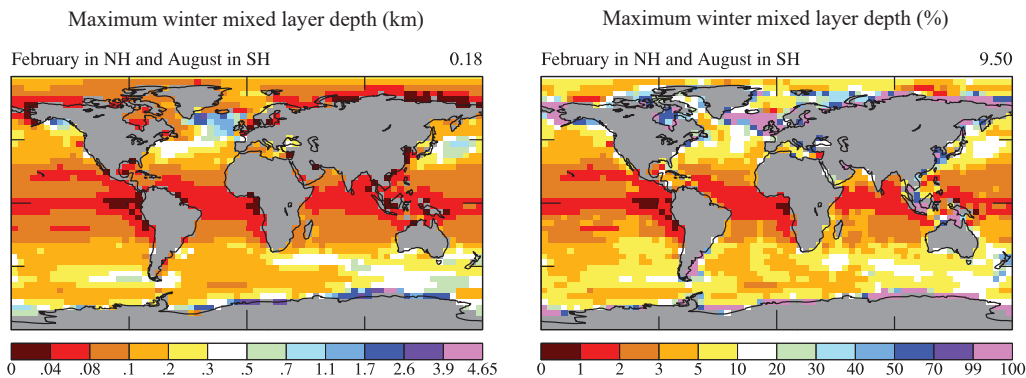 Maximum winter mixed layer depth (km)
February in NH and August in SH 0.18
0 .04 .08 .1 .2 .3 .5 .7 1.1 1.7 2.6 3.9 4.65
Maximum winter mixed layer depth (%)
February in NH and August in SH 9.50
0 1 2 3 5 10 20 30 40 50 70 99 100